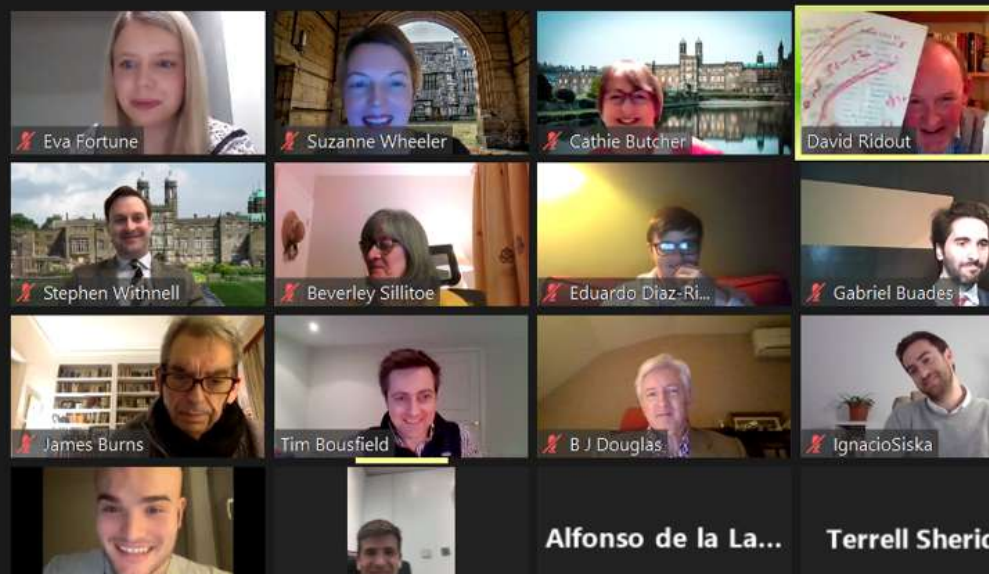 Eva Fortune
Suzanne Wheeler
Cathie Butcher
David Ridout
Stephen Withnell
Beverley Sillitoe
Eduardo Diaz-Ri...
Gabriel Buades
James Burns
Tim Bousfield
B J Douglas
IgnacioSiska
Alfonso de la La...
Terrell Sheric